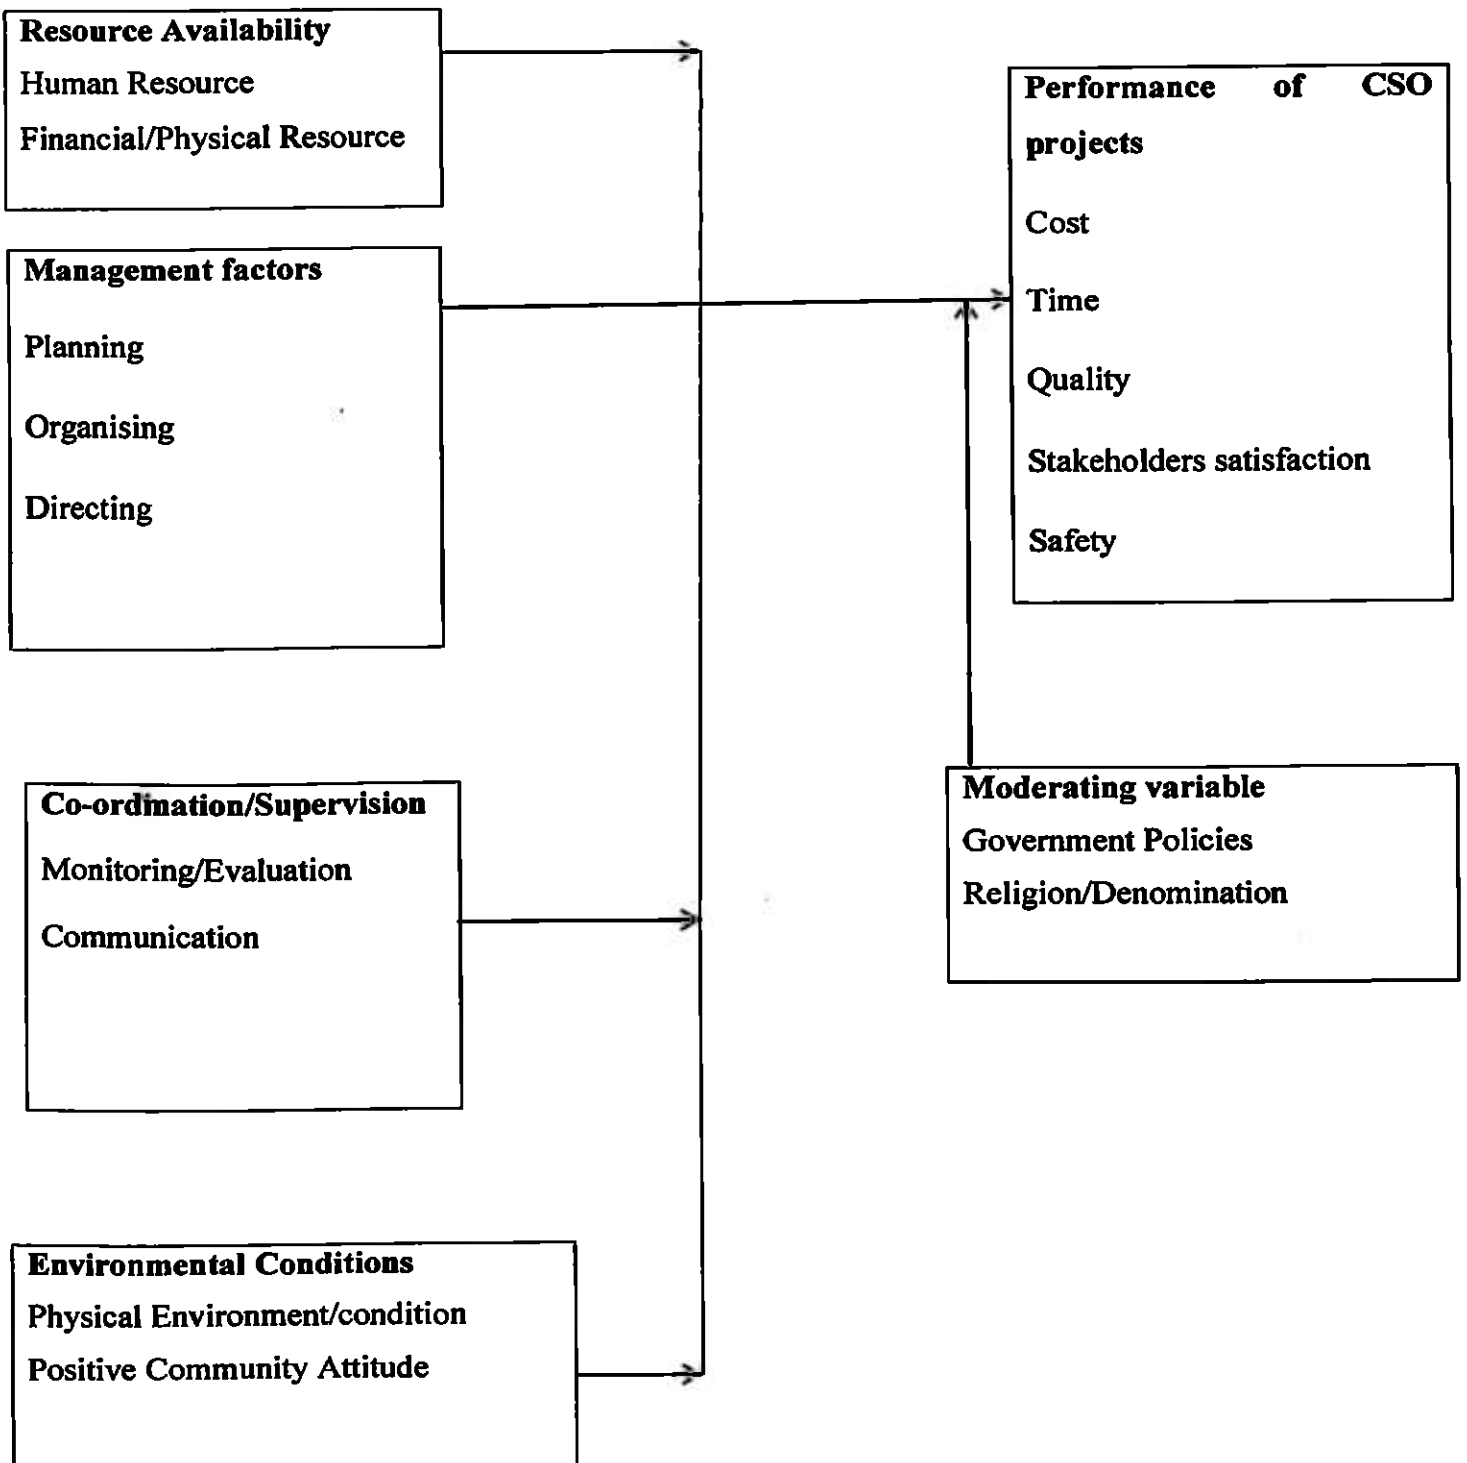 Resource Availability
Human Resource
Financial/Physical Resource
Management factors
Planning
Organising
Directing
Co-ordination/Supervision
Monitoring/Evaluation
Communication
Environmental Conditions
Physical Environment/condition
Positive Community Attitude
Performance of CSO
projects
Cost
Time
Quality
Stakeholders satisfaction
Safety
Moderating variable
Government Policies
Religion/Denomination